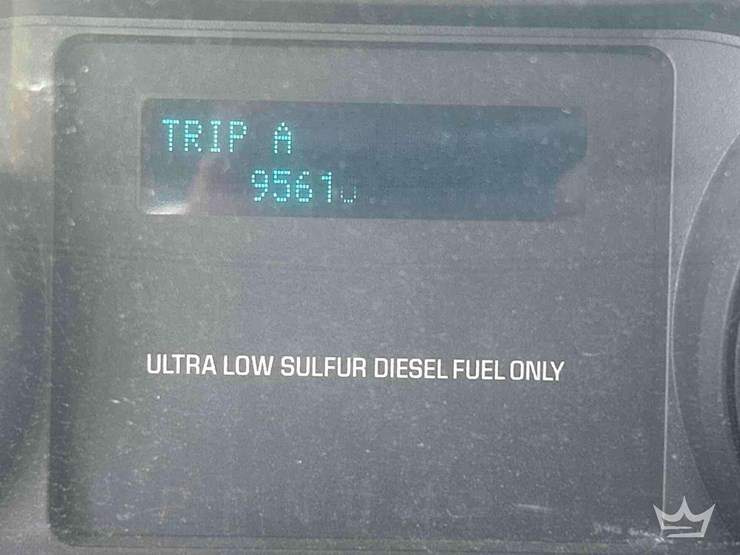 TRIP A
9561
ULTRA LOW SULFUR DIESEL FUEL ONLY